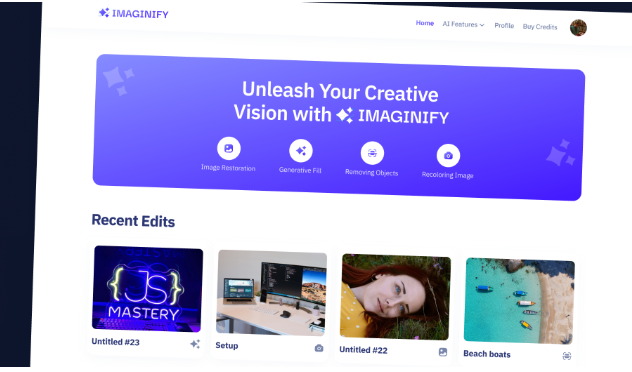 IMAGINIFY
Home AI Features Profile Buy Credits
Unleash Your Creative
Vision with IMAGINIFY
Image Restoration Generative Fill Removing Objects Recoloring Image
Recent Edits
{JS}
MASTERY
Untitled #23 Setup Untitled #22 Beach boats